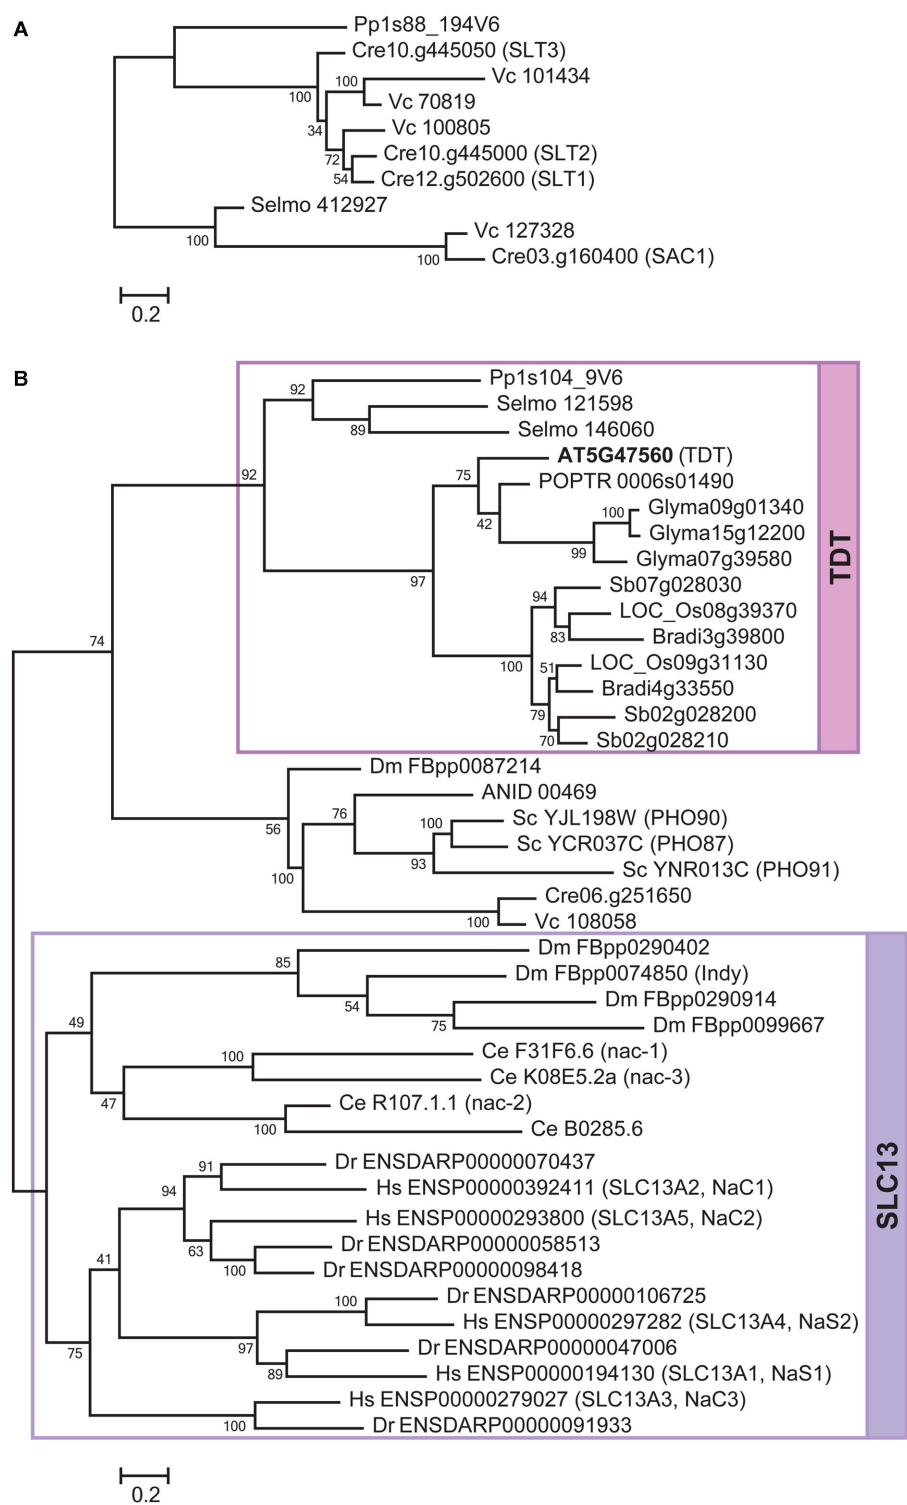 A
Pp1s88_194V6
Cre10.g445050 (SLT3)
100
Vc 101434
100
Vc 70819
34
Vc 100805
72
Cre10.g445000 (SLT2)
54
Cre12.g502600 (SLT1)
Selmo 412927
100
Vc 127328
100
Cre03.g160400 (SAC1)
0.2
B
92
Pp1s104_9V6
Selmo 121598
89
Selmo 146060
92
75
AT5G47560 (TDT)
POPTR 0006s01490
42
100
Glyma09g01340
Glyma15g12200
99
Glyma07g39580
97
94
Sb07g028030
LOC_Os08g39370
83
Bradi3g39800
100
51
LOC_Os09g31130
Bradi4g33550
79
Sb02g028200
70
Sb02g028210
TDT
74
Dm FBpp0087214
56
76
ANID 00469
100
Sc YJL198W (PHO90)
Sc YCR037C (PHO87)
93
Sc YNR013C (PHO91)
100
Cre06.g251650
100
Vc 108058
85
Dm FBpp0290402
Dm FBpp0074850 (Indy)
54
Dm FBpp0290914
75
Dm FBpp0099667
49
100
Ce F31F6.6 (nac-1)
Ce K08E5.2a (nac-3)
47
Ce R107.1.1 (nac-2)
100
Ce B0285.6
91
Dr ENSDARP00000070437
94
Hs ENSP00000392411 (SLC13A2, NaC1)
Hs ENSP00000293800 (SLC13A5, NaC2)
63
Dr ENSDARP00000058513
100
Dr ENSDARP00000098418
41
100
Dr ENSDARP00000106725
Hs ENSP00000297282 (SLC13A4, NaS2)
97
Dr ENSDARP00000047006
89
Hs ENSP00000194130 (SLC13A1, NaS1)
75
Hs ENSP00000279027 (SLC13A3, NaC3)
100
Dr ENSDARP00000091933
SLC13
0.2